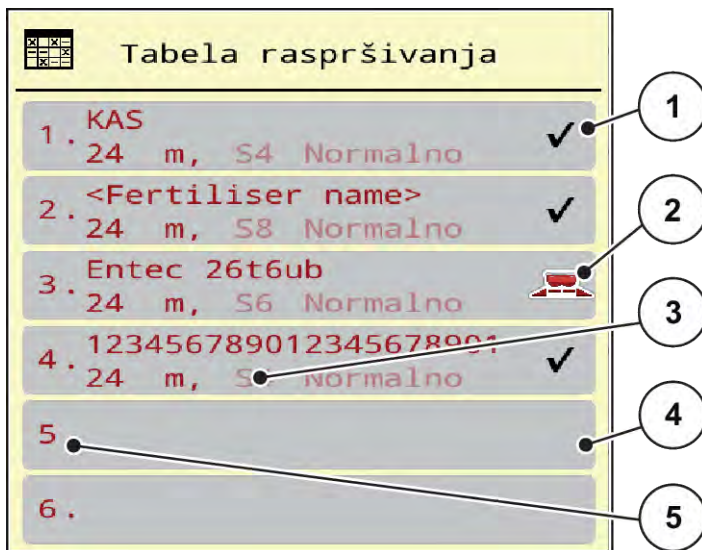 Tabela raspršivanja
1. KAS
24 m, S4 Normalno
2. <Fertiliser name>
24 m, S8 Normalno
3. Entec 26t6ub
24 m, S6 Normalno
4. 123456789012345678901
24 m, Normalno
5
6.
1
2
3
4
5